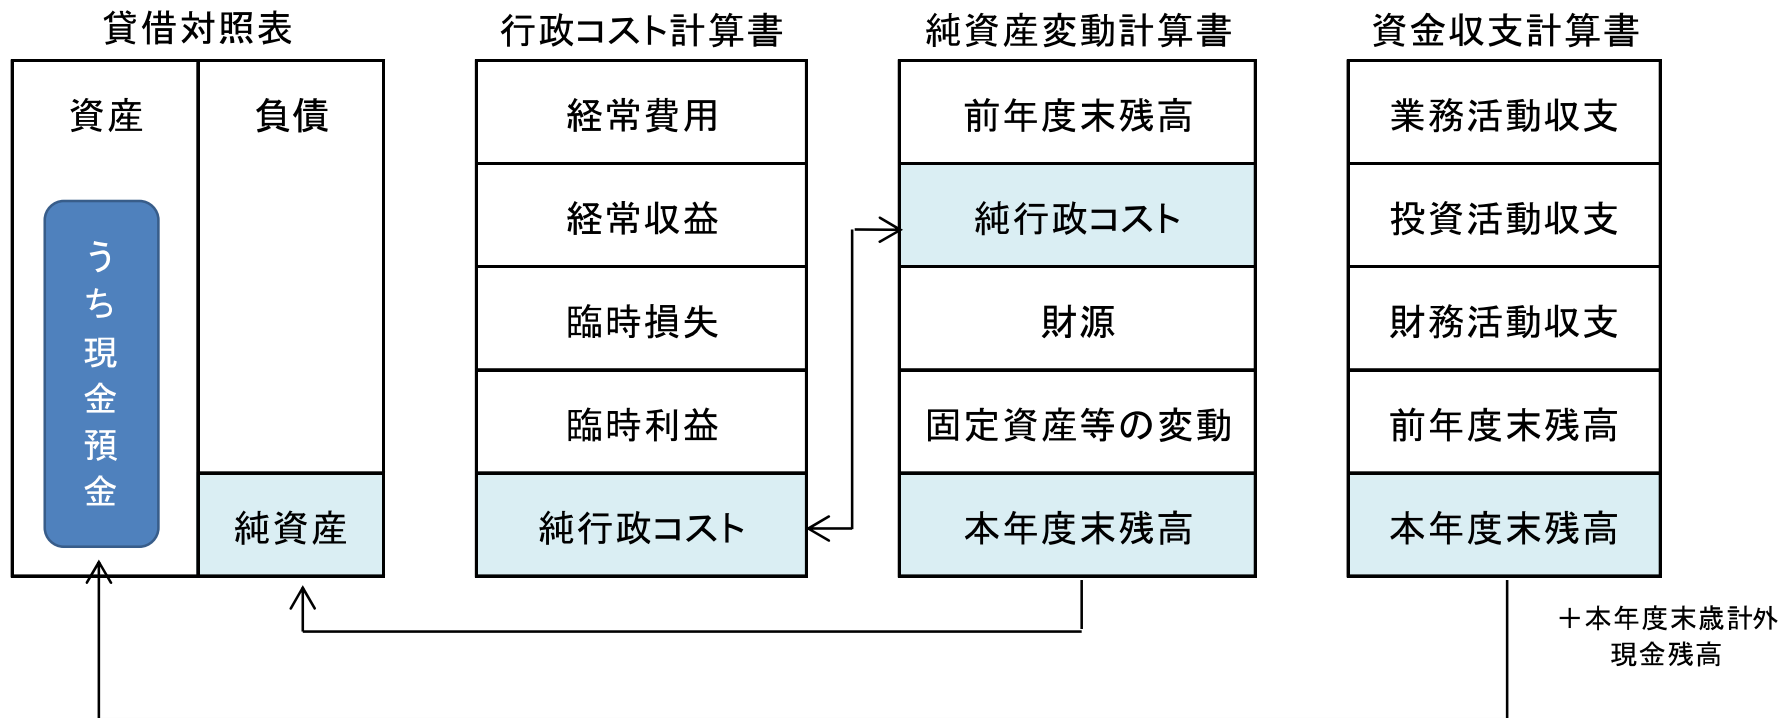 貸借対照表
資産
うち現金預金
負債
純資産
行政コスト計算書
経常費用
経常収益
臨時損失
臨時利益
純行政コスト
純資産変動計算書
前年度末残高
純行政コスト
財源
固定資産等の変動
本年度末残高
資金収支計算書
業務活動収支
投資活動収支
財務活動収支
前年度末残高
本年度末残高
＋本年度末歳計外
現金残高